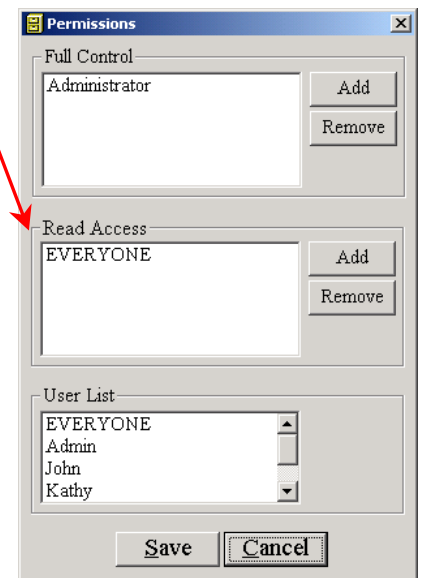 Permissions
Full Control
Administrator
Add
Remove
Read Access
EVERYONE
Add
Remove
User List
EVERYONE
Admin
John
Kathy
Save Cancel